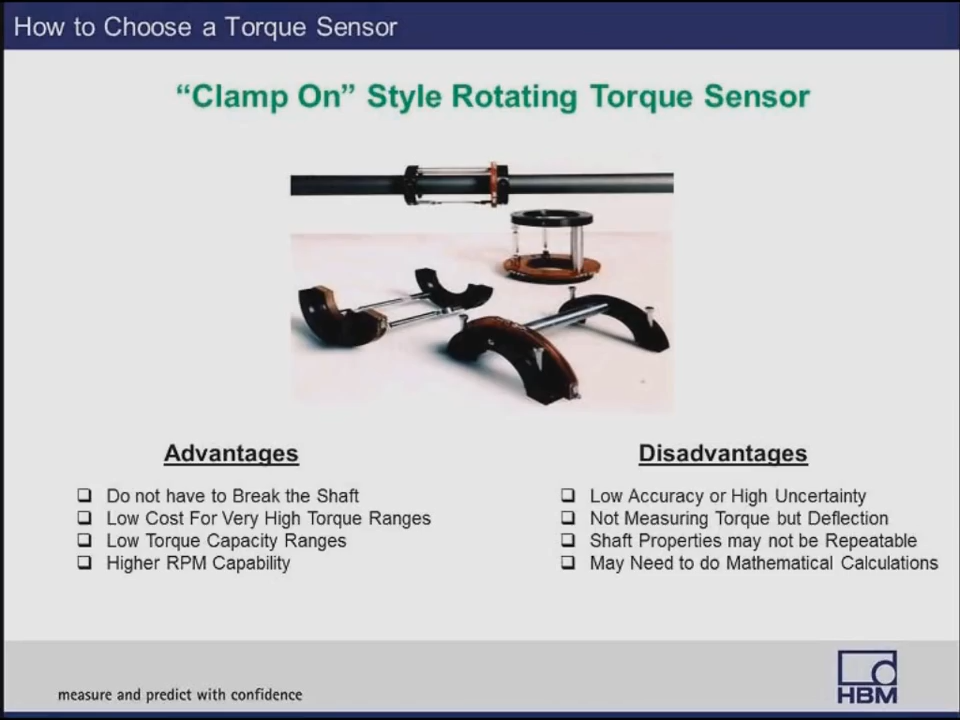 How to Choose a Torque Sensor
“Clamp On” Style Rotating Torque Sensor
Advantages
❑ Do not have to Break the Shaft
❑ Low Cost For Very High Torque Ranges
❑ Low Torque Capacity Ranges
❑ Higher RPM Capability
Disadvantages
❑ Low Accuracy or High Uncertainty
❑ Not Measuring Torque but Deflection
❑ Shaft Properties may not be Repeatable
❑ May Need to do Mathematical Calculations
measure and predict with confidence
HBM